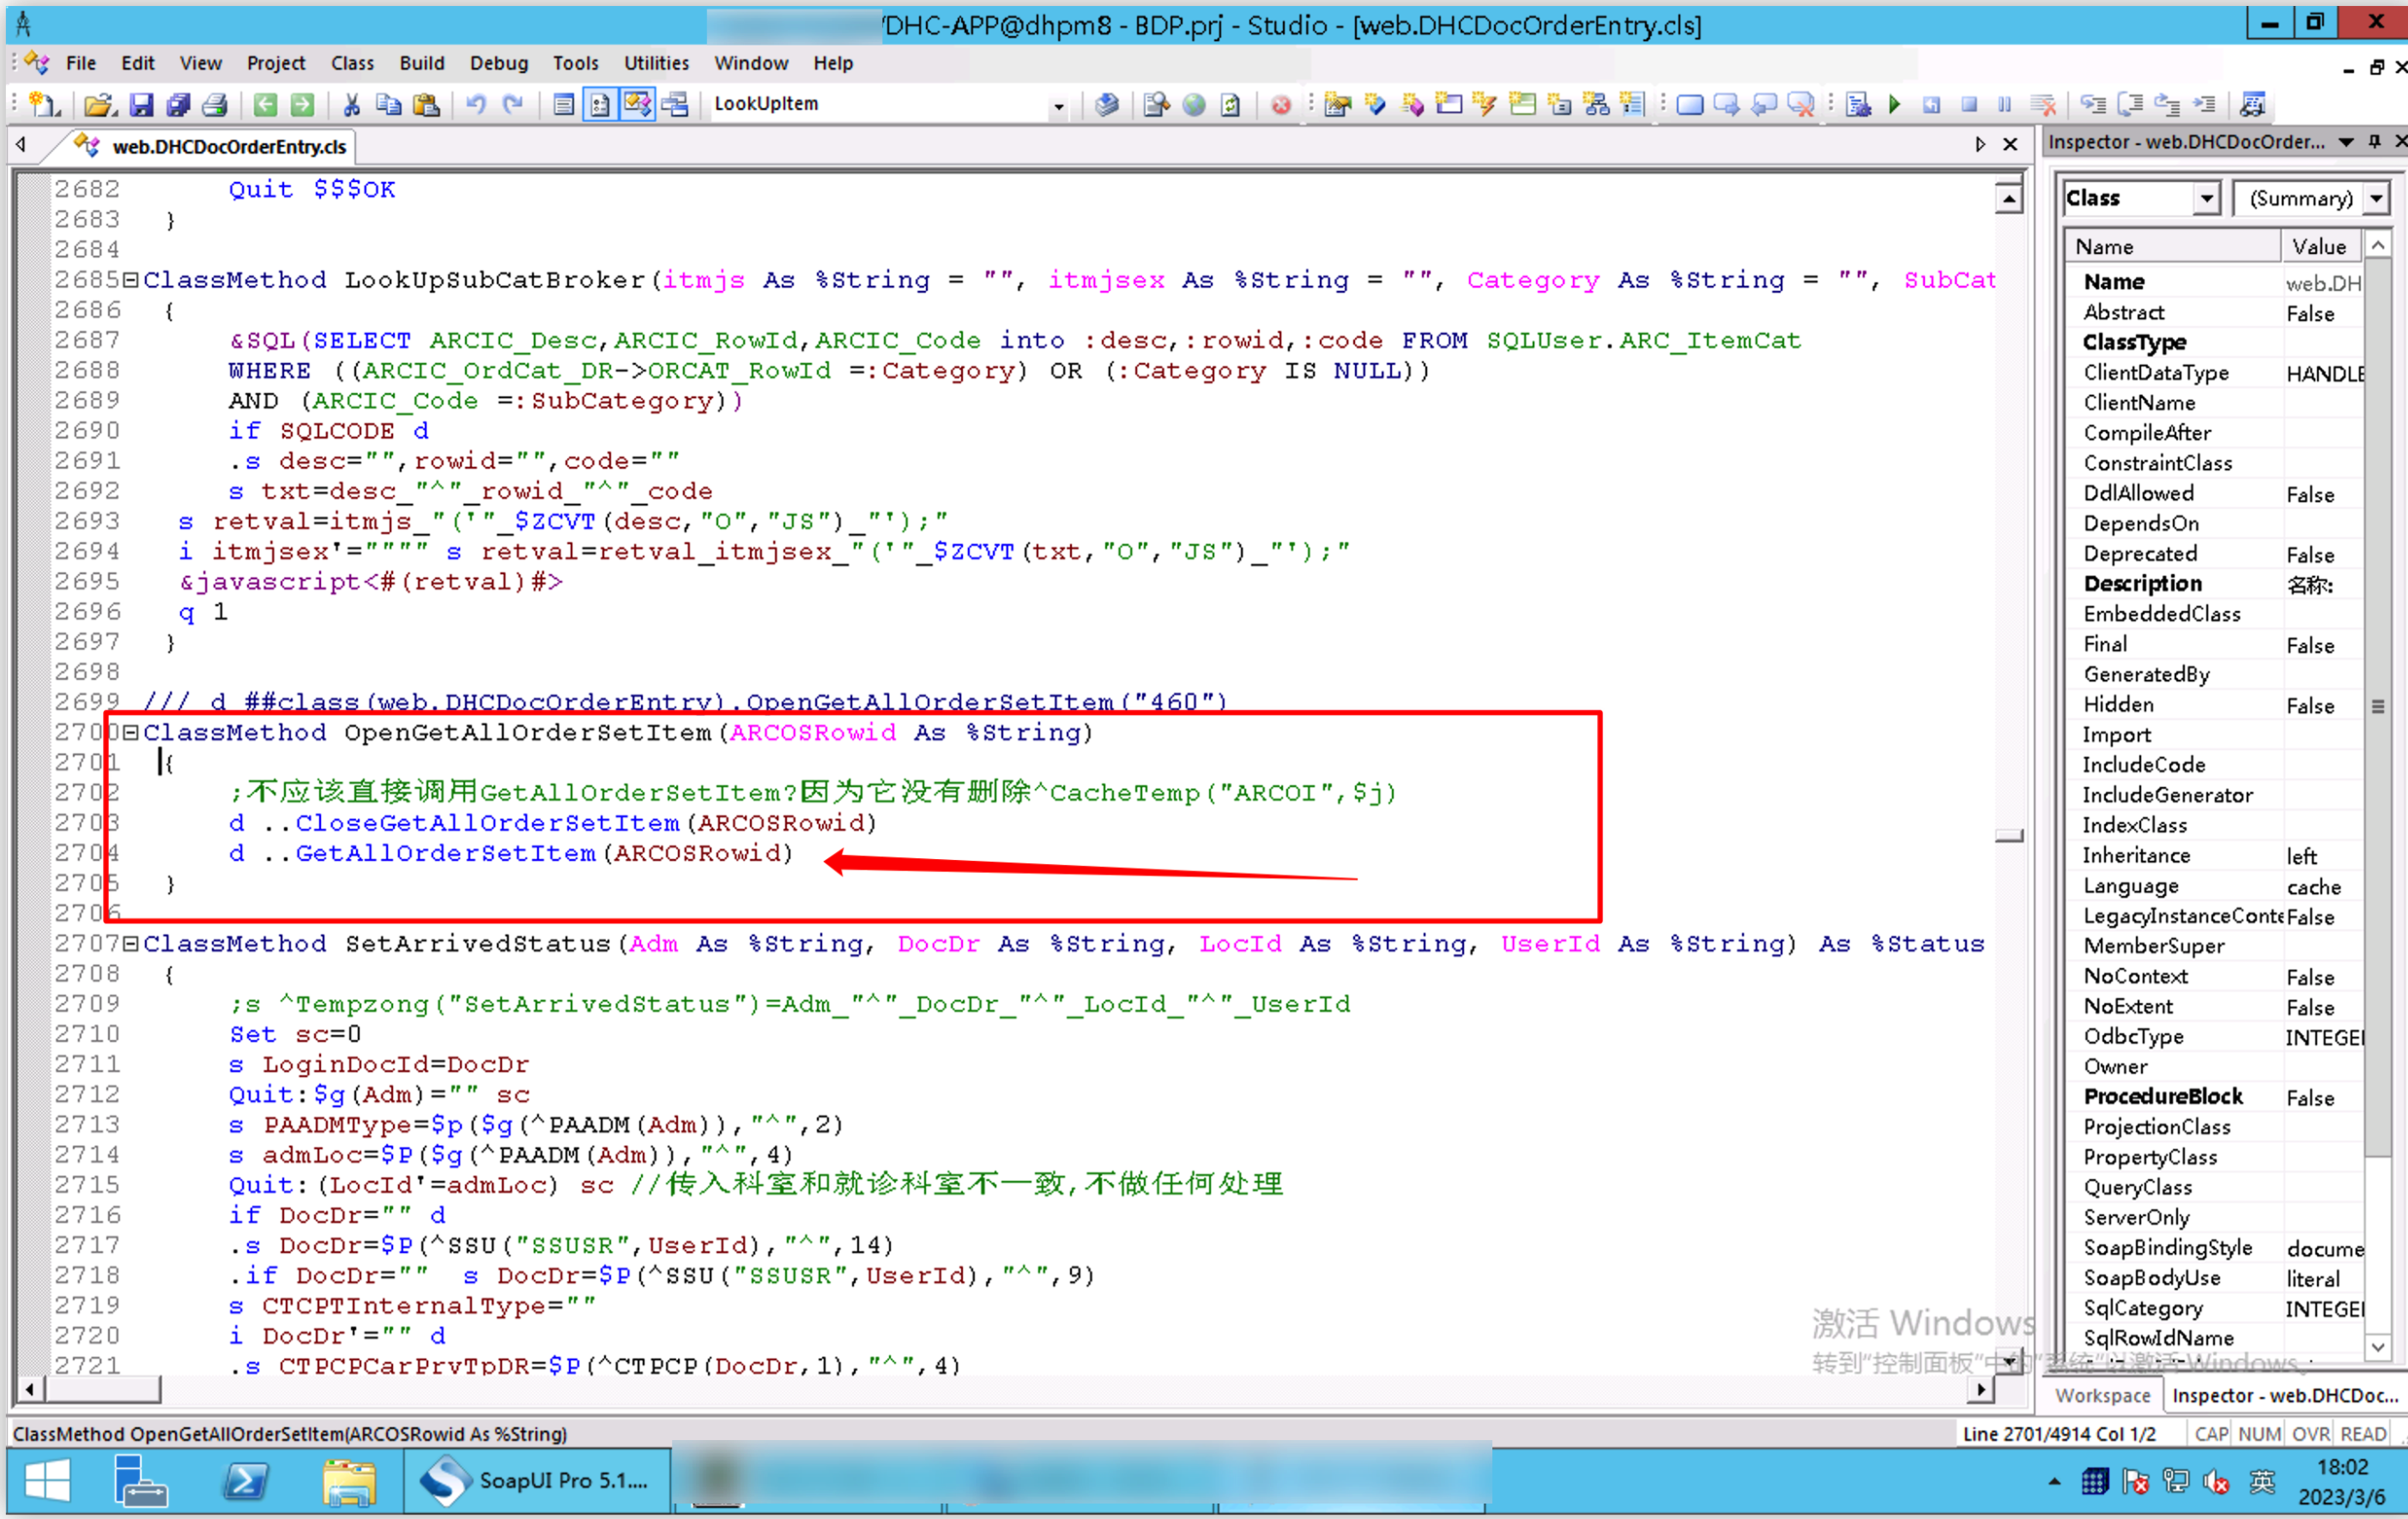 /DHC-APP@dhpm8 - BDP.prj - Studio - [web.DHCDocOrderEntry.cls]
File Edit View Project Class Build Debug Tools Utilities Window Help
LookUpItem
web.DHCDocOrderEntry.cls
2682 Quit $$$OK
2683 }
2684
2685 ClassMethod LookUpSubCatBroker(itmjs As %String = "", itmjsex As %String = "", Category As %String = "", SubCat
2686 {
2687 &SQL(SELECT ARCIC_Desc,ARCIC_RowId,ARCIC_Code into :desc,:rowid,:code FROM SQLUser.ARC_ItemCat
2688 WHERE ((ARCIC_OrdCat_DR->ORCAT_RowId =:Category) OR (:Category IS NULL))
2689 AND (ARCIC_Code =:SubCategory))
2690 if SQLCODE d
2691 .s desc="",rowid="",code=""
2692 s txt=desc_"^"_rowid_"^"_code
2693 s retval=itmjs_"('"_$ZCVT(desc,"O","JS")_"');"
2694 i itmjsex'="""" s retval=retval_itmjsex_"('"_$ZCVT(txt,"O","JS")_"');"
2695 &javascript<#(retval)#>
2696 q 1
2697 }
2698
2699 /// d ##class(web.DHCDocOrderEntry).OpenGetAllOrderSetItem("460")
2700 ClassMethod OpenGetAllOrderSetItem(ARCOSRowid As %String)
2701 {
2702 ;不应该直接调用GetAllOrderSetItem?因为它没有删除^CacheTemp("ARCOI",$j)
2703 d ..CloseGetAllOrderSetItem(ARCOSRowid)
2704 d ..GetAllOrderSetItem(ARCOSRowid)
2705 }
2706
2707 ClassMethod SetArrivedStatus(Adm As %String, DocDr As %String, LocId As %String, UserId As %String) As %Status
2708 {
2709 ;s ^Tempzong("SetArrivedStatus")=Adm_"^"_DocDr_"^"_LocId_"^"_UserId
2710 Set sc=0
2711 s LoginDocId=DocDr
2712 Quit:$g(Adm)="" sc
2713 s PAADMType=$p($g(^PAADM(Adm)),"^",2)
2714 s admLoc=$P($g(^PAADM(Adm)),"^",4)
2715 Quit:(LocId'=admLoc) sc //传入科室和就诊科室不一致,不做任何处理
2716 if DocDr="" d
2717 .s DocDr=$P(^SSU("SSUSR",UserId),"^",14)
2718 .if DocDr="" s DocDr=$P(^SSU("SSUSR",UserId),"^",9)
2719 s CTCPTInternalType=""
2720 i DocDr'="" d
2721 .s CTPCPCarPrvTpDR=$P(^CTPCP(DocDr,1),"^",4)
Inspector - web.DHCDocOrder...
Class (Summary)
Name Value
Name web.DH
Abstract False
ClassType
ClientDataType HANDLE
ClientName
CompileAfter
ConstraintClass
DdlAllowed False
DependsOn
Deprecated False
Description 名称:
EmbeddedClass
Final False
GeneratedBy
Hidden False
Import
IncludeCode
IncludeGenerator
IndexClass
Inheritance left
Language cache
LegacyInstanceConte False
MemberSuper
NoContext False
NoExtent False
OdbcType INTEGE
Owner
ProcedureBlock False
ProjectionClass
PropertyClass
QueryClass
ServerOnly
SoapBindingStyle docume
SoapBodyUse literal
SqlCategory INTEGE
SqlRowIdName
激活 Windows
转到"控制面板"中的"系统"以激活 Windows。
Workspace Inspector - web.DHCDoc...
ClassMethod OpenGetAllOrderSetItem(ARCOSRowid As %String)
Line 2701/4914 Col 1/2 CAP NUM OVR READ
SoapUI Pro 5.1....
英
18:02
2023/3/6